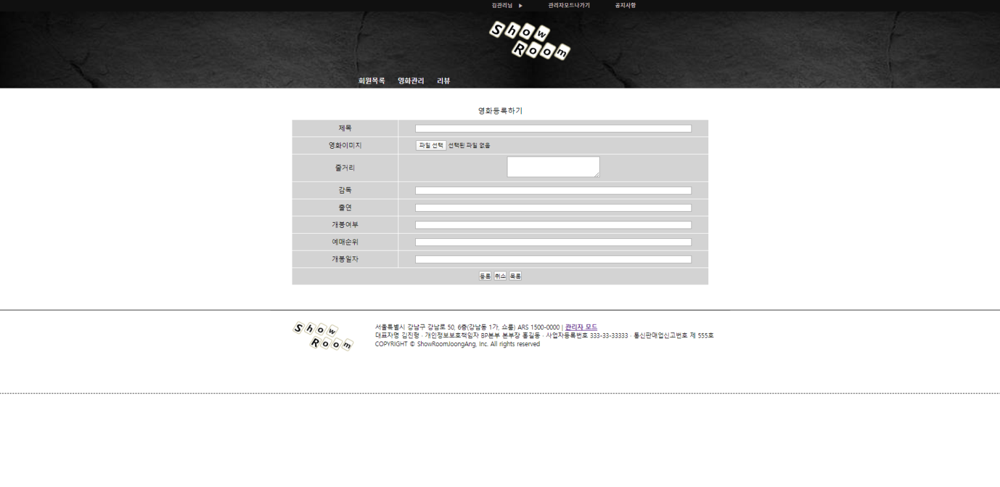 김관리님 ▶ 관리자모드나가기 공지사항
Show
Room
회원목록 영화관리 리뷰
영화등록하기
제목
영화이미지 파일 선택 선택된 파일 없음
줄거리
감독
출연
개봉여부
예매순위
개봉일자
등록 취소 목록
Show
Room
서울특별시 강남구 강남로 50, 6층(강남동 1가, 쇼룸) ARS 1500-0000 | 관리자 모드
대표자명 김진형 · 개인정보보호책임자 BP본부 본부장 홍길동 · 사업자등록번호 333-33-33333 · 통신판매업신고번호 제 555호
COPYRIGHT © ShowRoomJoongAng, Inc. All rights reserved